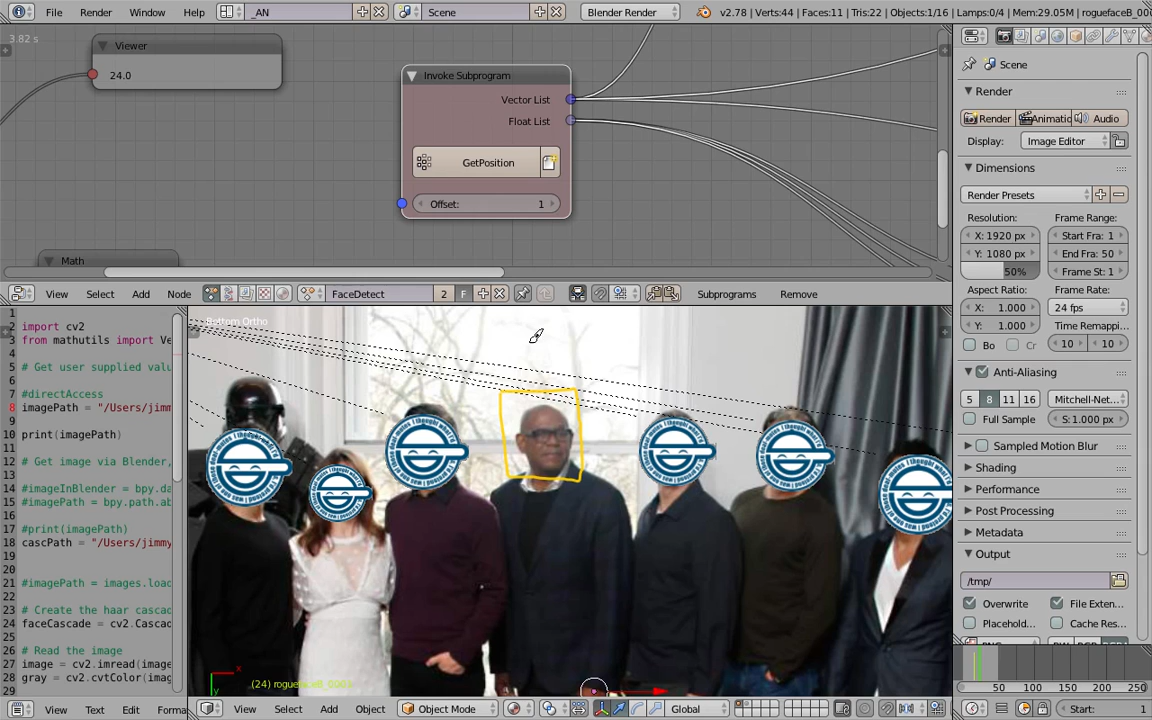 File Render Window Help _AN Scene Blender Render v2.78 | Verts:44 | Faces:11 | Tris:22 | Objects:1/16 | Lamps:0/4 | Mem:29.05M |
3.82 s
Viewer
24.0
Invoke Subprogram
Vector List
Float List
GetPosition
Offset: 1
Math
View Select Add Node FaceDetect 2 F Subprograms Remove
1
2 import cv2
3 from mathutils import Ve
4
5 # Get user supplied valu
6
7 #directAccess
8 imagePath = "/Users/jimm
9
10 print(imagePath)
11
12 # Get image via Blender,
13
14 #imageInBlender = bpy.da
15 #imagePath = bpy.path.ab
16
17 #print(imagePath)
18 cascPath = "/Users/jimmy
19
20
21 #imagePath = images.load
22
23 # Create the haar cascad
24 faceCascade = cv2.Cascad
25
26 # Read the image
27 image = cv2.imread(image
28 gray = cv2.cvtColor(imag
29
View Text Edit Forma
Bottom Ortho
x
y
(24) roguefaceB_0001
View Select Add Object Object Mode Global
Scene
Render
Render Animatic Audio
Display: Image Editor
Dimensions
Render Presets
Resolution: Frame Range:
X: 1920 px Start Fra: 1
Y: 1080 px End Fra: 50
50% Frame St: 1
Aspect Ratio: Frame Rate:
X: 1.000 24 fps
Y: 1.000 Time Remappi...
Bo Cr 10 10
Anti-Aliasing
5 8 11 16 Mitchell-Net...
Full Sample S: 1.000 px
Sampled Motion Blur
Shading
Performance
Post Processing
Metadata
Output
/tmp/
Overwrite File Exten...
Placehold... Cache Res...
50 100 150 200 250
Start: 1